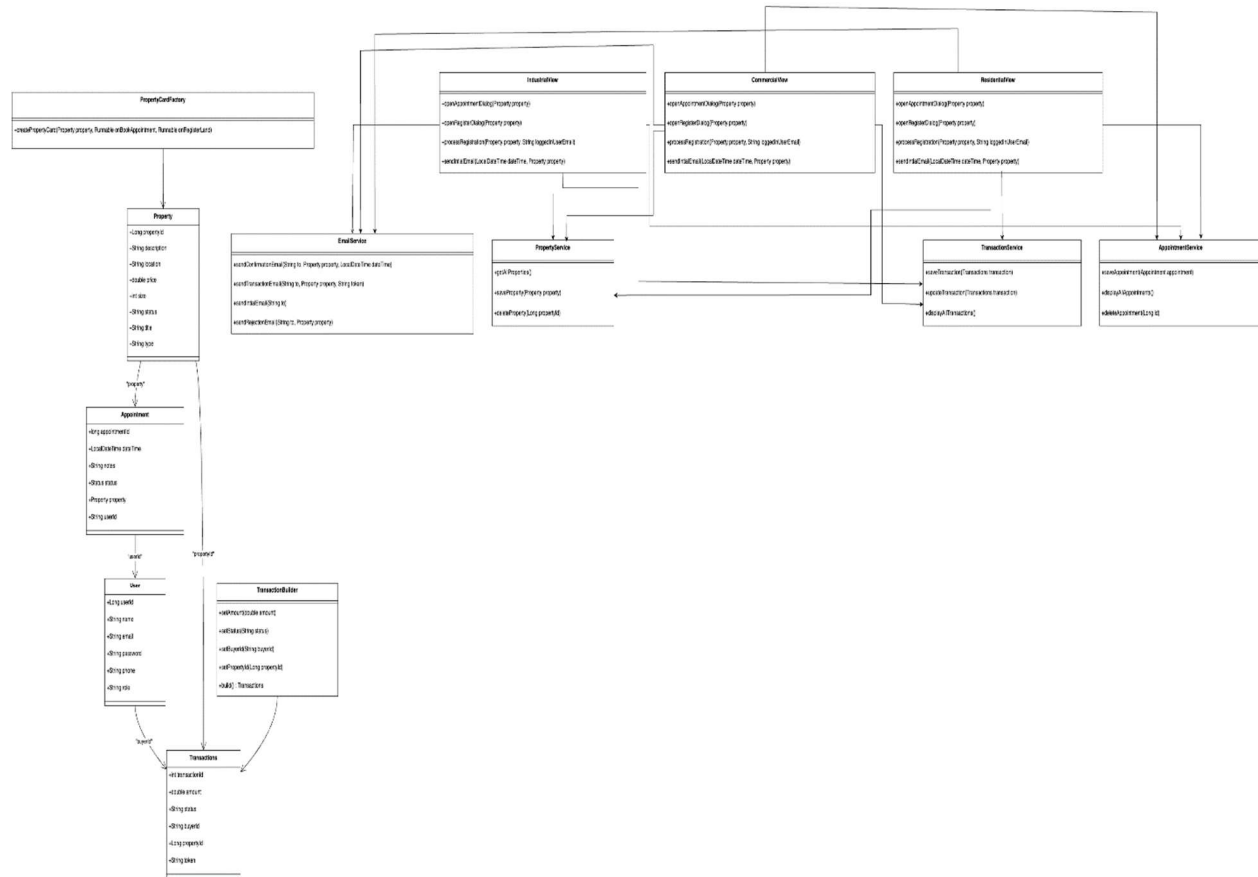 IndustrialView
+openAppointmentDialog(Property property)
+openRegisterDialog(Property property)
+processRegistration(Property property, String loggedInUserEmail)
+sendIntialEmail(LocalDateTime dateTime, Property property)
CommercialView
+openAppointmentDialog(Property property)
+openRegisterDialog(Property property)
+processRegistration(Property property, String loggedInUserEmail)
+sendIntialEmail(LocalDateTime dateTime, Property property)
ResidentialView
+openAppointmentDialog(Property property)
+openRegisterDialog(Property property)
+processRegistration(Property property, String loggedInUserEmail)
+sendIntialEmail(LocalDateTime dateTime, Property property)
PropertyCardFactory
+createPropertyCard(Property property, Runnable onBookAppointment, Runnable onRegisterLand)
Property
+Long propertyId
+String description
+String location
+double price
+int size
+String status
+String title
+String type
EmailService
+sendConfirmationEmail(String to, Property property, LocalDateTime dateTime)
+sendTransactionEmail(String to, Property property, String token)
+sendIntialEmail(String to)
+sendRejectionEmail(String to, Property property)
PropertyService
+getAllProperties()
+saveProperty(Property property)
+deleteProperty(Long propertyId)
TransactionService
+saveTransaction(Transactions transaction)
+updateTransaction(Transactions transaction)
+displayAllTransactions()
AppointmentService
+saveAppointment(Appointment appointment)
+displayAllAppointments()
+deleteAppointment(Long id)
"property"
Appointment
+long appointmentId
+LocalDateTime dateTime
+String notes
+Status status
+Property property
+String userId
"userId"
"propertyId"
User
+Long userId
+String name
+String email
+String password
+String phone
+String role
TransactionBuilder
+setAmount(double amount)
+setStatus(String status)
+setBuyerId(String buyerId)
+setPropertyId(Long propertyId)
+build() : Transactions
"buyerId"
Transactions
+int transactionId
+double amount
+String status
+String buyerId
+Long propertyId
+String token